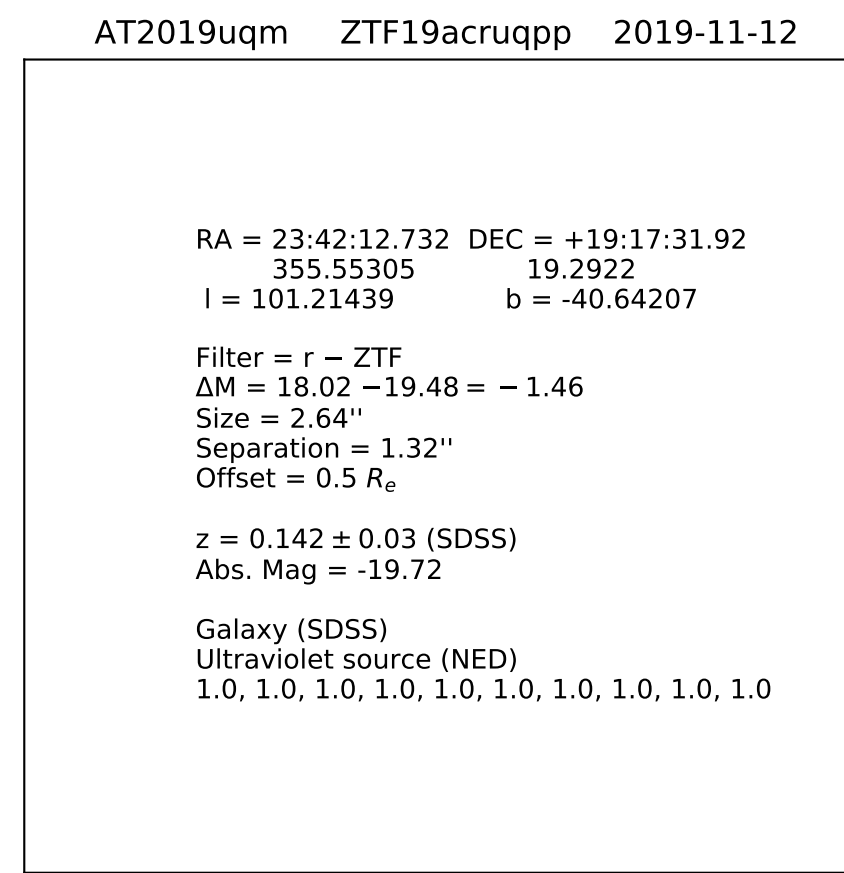 AT2019uqm ZTF19acruqpp 2019-11-12
RA = 23:42:12.732 DEC = +19:17:31.92
355.55305 19.2922
l = 101.21439 b = -40.64207
Filter = r − ZTF
ΔM = 18.02 −19.48 = − 1.46
Size = 2.64''
Separation = 1.32''
Offset = 0.5 Re
z = 0.142 ± 0.03 (SDSS)
Abs. Mag = -19.72
Galaxy (SDSS)
Ultraviolet source (NED)
1.0, 1.0, 1.0, 1.0, 1.0, 1.0, 1.0, 1.0, 1.0, 1.0